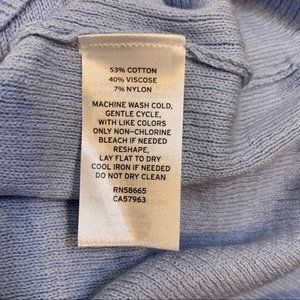 53% COTTON
40% VISCOSE
7% NYLON
MACHINE WASH COLD,
GENTLE CYCLE,
WITH LIKE COLORS
ONLY NON-CHLORINE
BLEACH IF NEEDED
RESHAPE,
LAY FLAT TO DRY
COOL IRON IF NEEDED
DO NOT DRY CLEAN
RN58665
CA57963